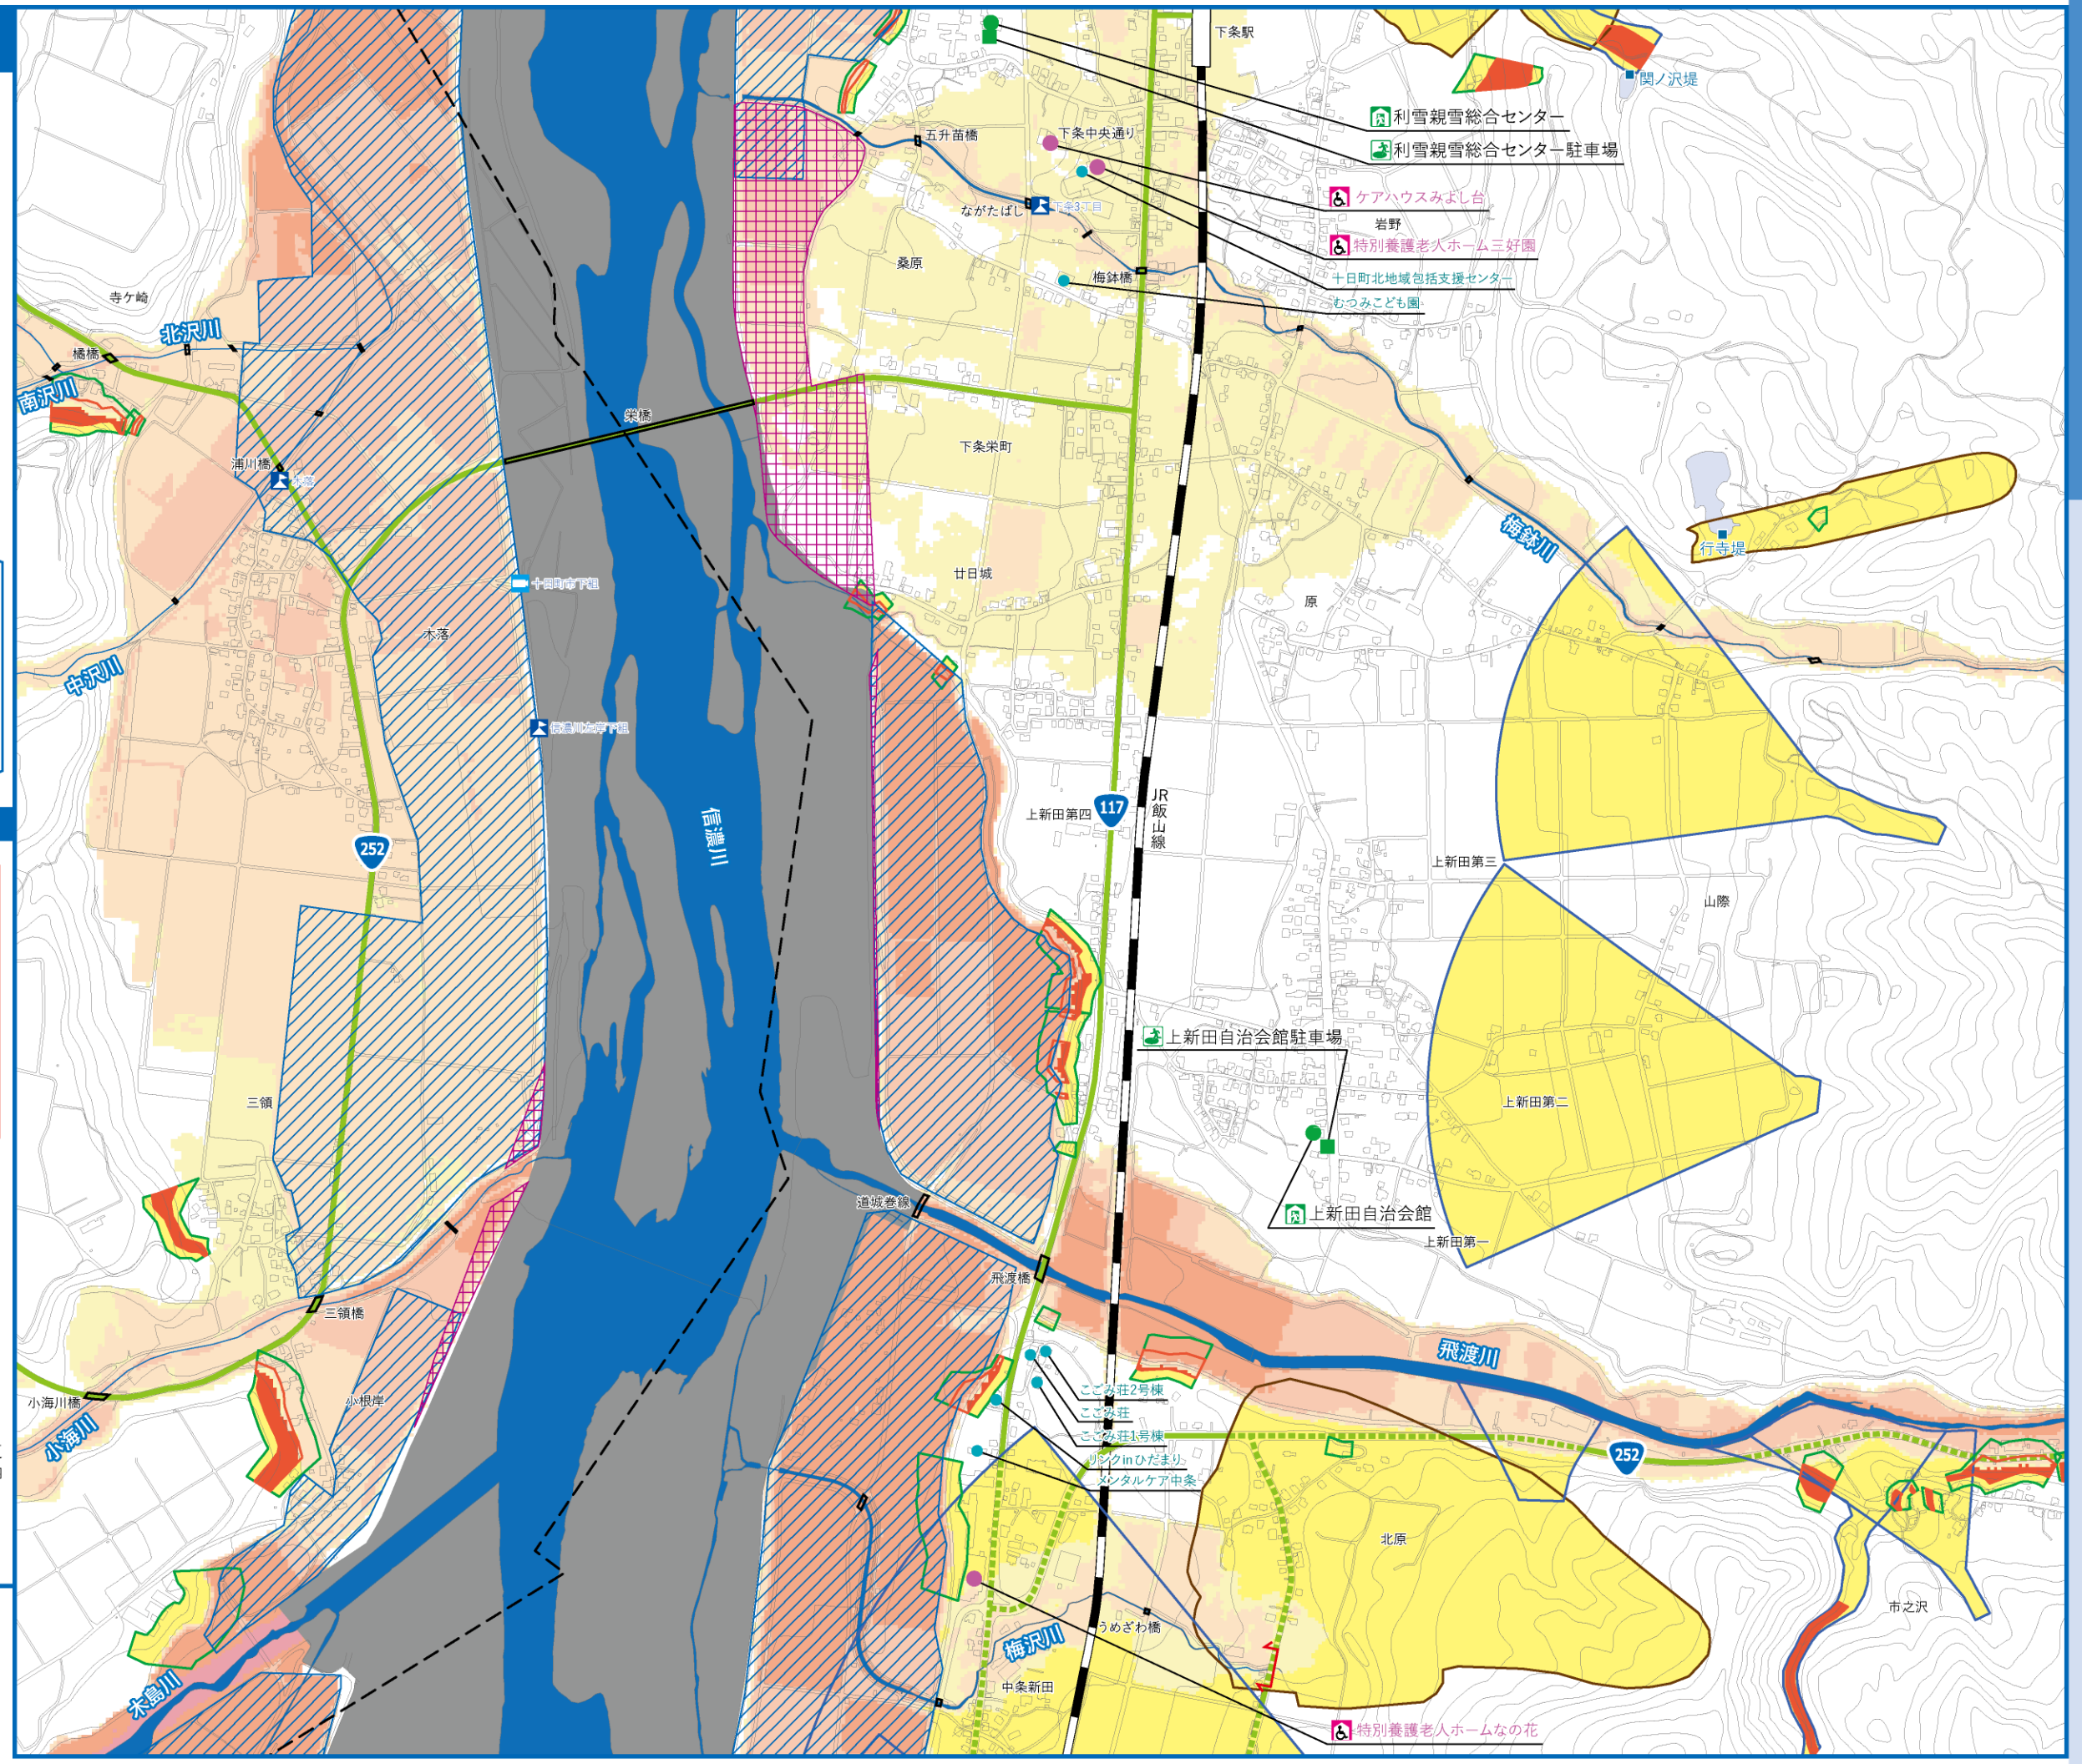 下条駅
関ノ沢堤
利雪親雪総合センター
下条中央通り
五升苗橋
利雪親雪総合センター駐車場
ケアハウスみよし台
ながたばし
下条3丁目
岩野
特別養護老人ホーム三好園
桑原
梅鉢橋
十日町北地域包括支援センター
寺ケ崎
むつみこども園
北沢川
橘橋
南沢川
栄橋
下条栄町
浦川橋
木落
梅鉢川
行寺堤
廿日城
十日町市下組
原
木落
中沢川
信濃川左岸下組
JR飯山線
117
上新田第四
信濃川
252
上新田第三
山際
上新田自治会館駐車場
三領
上新田第二
道城巻線
上新田自治会館
上新田第一
飛渡橋
三領橋
飛渡川
ここみ荘2号棟
小海川橋
小根岸
ここみ荘
小海川
ここみ荘1号棟
リンクinひだまり
252
メンタルケア中条
北原
市之沢
うめざわ橋
梅沢川
木島川
中条新田
特別養護老人ホームなの花